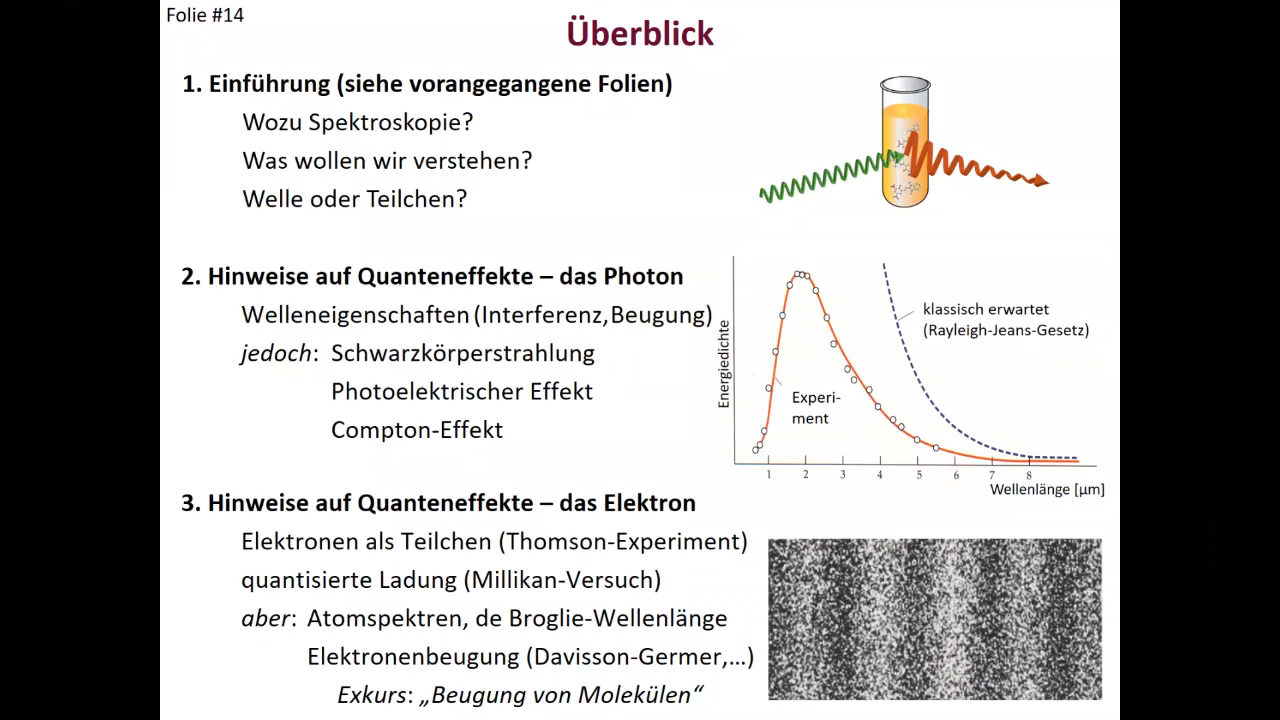 Folie #14
Überblick
1. Einführung (siehe vorangegangene Folien)
Wozu Spektroskopie?
Was wollen wir verstehen?
Welle oder Teilchen?
2. Hinweise auf Quanteneffekte – das Photon
Welleneigenschaften (Interferenz, Beugung)
jedoch: Schwarzkörperstrahlung
Photoelektrischer Effekt
Compton-Effekt
Energiedichte
klassisch erwartet
(Rayleigh-Jeans-Gesetz)
Experi-
ment
1 2 3 4 5 6 7 8
Wellenlänge [µm]
3. Hinweise auf Quanteneffekte – das Elektron
Elektronen als Teilchen (Thomson-Experiment)
quantisierte Ladung (Millikan-Versuch)
aber: Atomspektren, de Broglie-Wellenlänge
Elektronenbeugung (Davisson-Germer,…)
Exkurs: „Beugung von Molekülen“